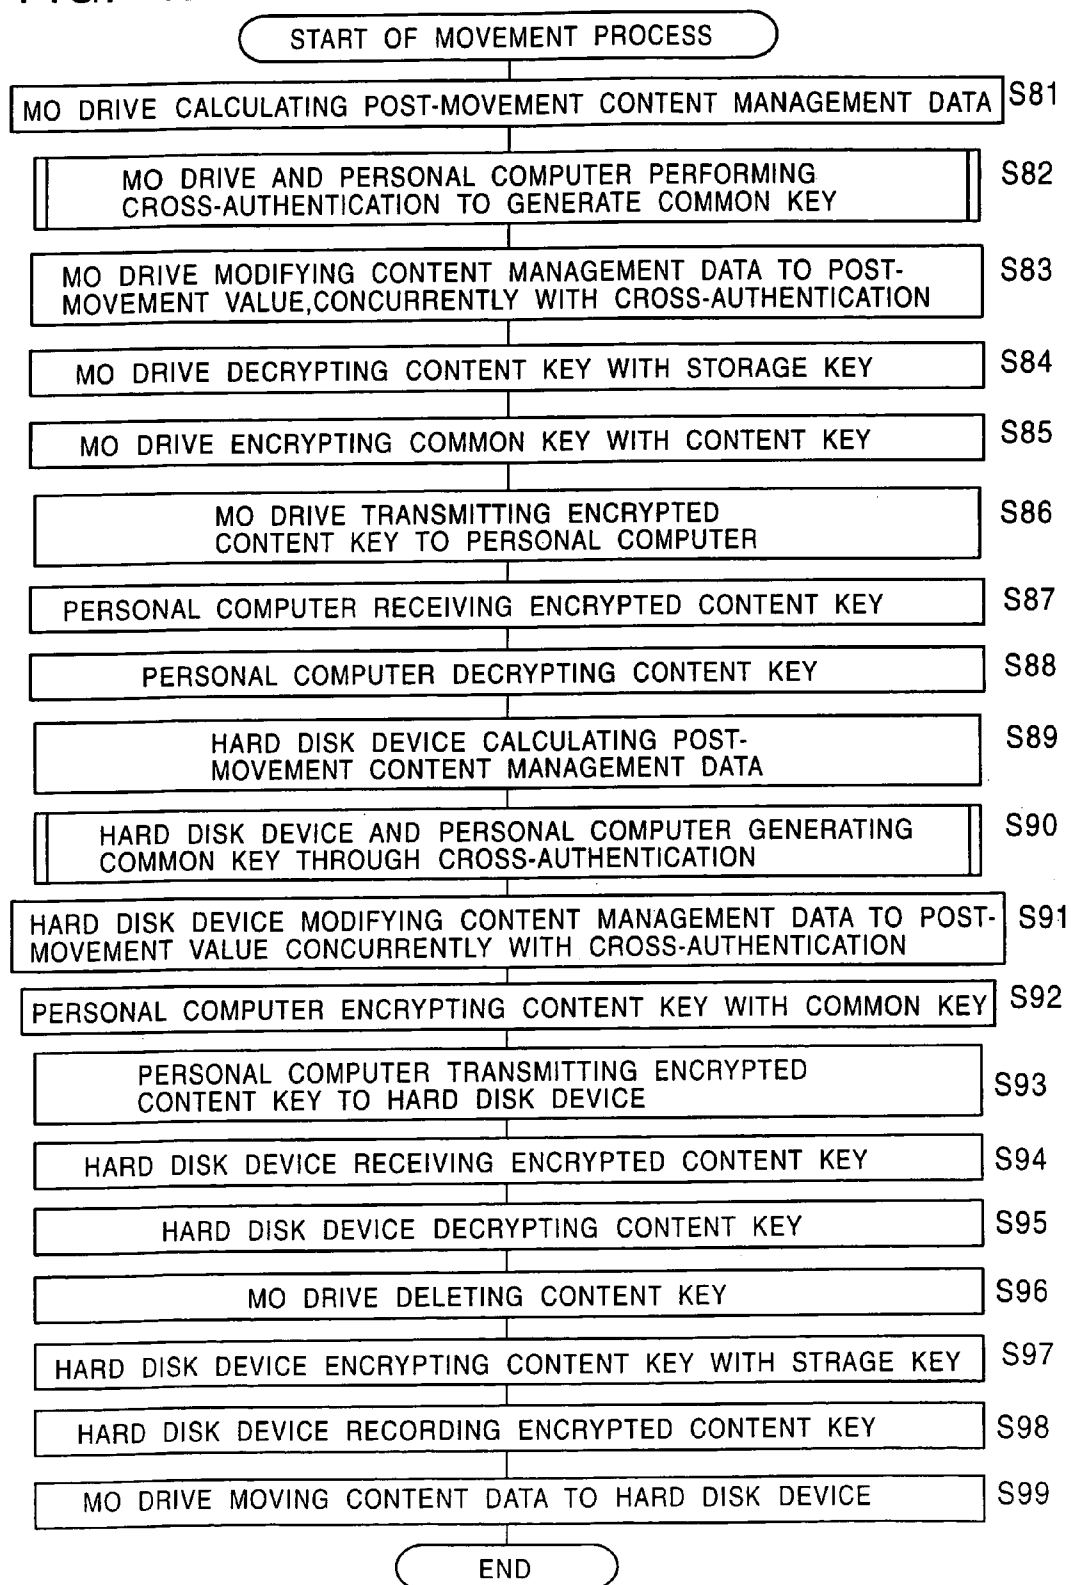 START OF MOVEMENT PROCESS
MO DRIVE CALCULATING POST-MOVEMENT CONTENT MANAGEMENT DATA S81
MO DRIVE AND PERSONAL COMPUTER PERFORMING S82
CROSS-AUTHENTICATION TO GENERATE COMMON KEY
MO DRIVE MODIFYING CONTENT MANAGEMENT DATA TO POST- S83
MOVEMENT VALUE,CONCURRENTLY WITH CROSS-AUTHENTICATION
MO DRIVE DECRYPTING CONTENT KEY WITH STORAGE KEY S84
MO DRIVE ENCRYPTING COMMON KEY WITH CONTENT KEY S85
MO DRIVE TRANSMITTING ENCRYPTED S86
CONTENT KEY TO PERSONAL COMPUTER
PERSONAL COMPUTER RECEIVING ENCRYPTED CONTENT KEY S87
PERSONAL COMPUTER DECRYPTING CONTENT KEY S88
HARD DISK DEVICE CALCULATING POST- S89
MOVEMENT CONTENT MANAGEMENT DATA
HARD DISK DEVICE AND PERSONAL COMPUTER GENERATING S90
COMMON KEY THROUGH CROSS-AUTHENTICATION
HARD DISK DEVICE MODIFYING CONTENT MANAGEMENT DATA TO POST- S91
MOVEMENT VALUE CONCURRENTLY WITH CROSS-AUTHENTICATION
PERSONAL COMPUTER ENCRYPTING CONTENT KEY WITH COMMON KEY S92
PERSONAL COMPUTER TRANSMITTING ENCRYPTED S93
CONTENT KEY TO HARD DISK DEVICE
HARD DISK DEVICE RECEIVING ENCRYPTED CONTENT KEY S94
HARD DISK DEVICE DECRYPTING CONTENT KEY S95
MO DRIVE DELETING CONTENT KEY S96
HARD DISK DEVICE ENCRYPTING CONTENT KEY WITH STRAGE KEY S97
HARD DISK DEVICE RECORDING ENCRYPTED CONTENT KEY S98
MO DRIVE MOVING CONTENT DATA TO HARD DISK DEVICE S99
END